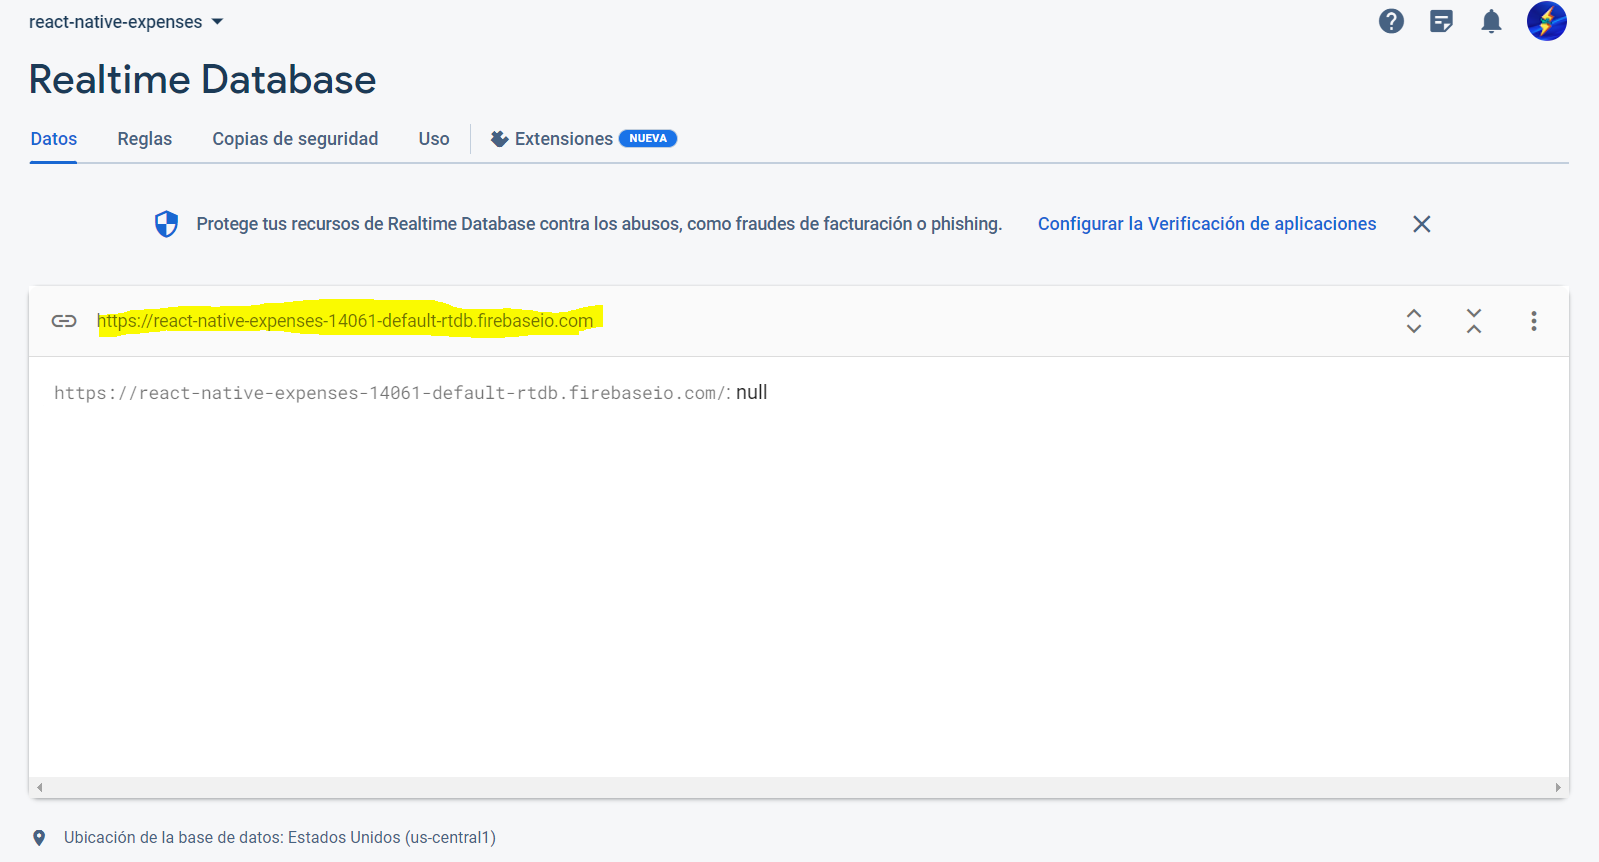 react-native-expenses
Realtime Database
Datos Reglas Copias de seguridad Uso Extensiones NUEVA
Protege tus recursos de Realtime Database contra los abusos, como fraudes de facturación o phishing. Configurar la Verificación de aplicaciones
https://react-native-expenses-14061-default-rtdb.firebaseio.com
https://react-native-expenses-14061-default-rtdb.firebaseio.com/: null
Ubicación de la base de datos: Estados Unidos (us-central1)